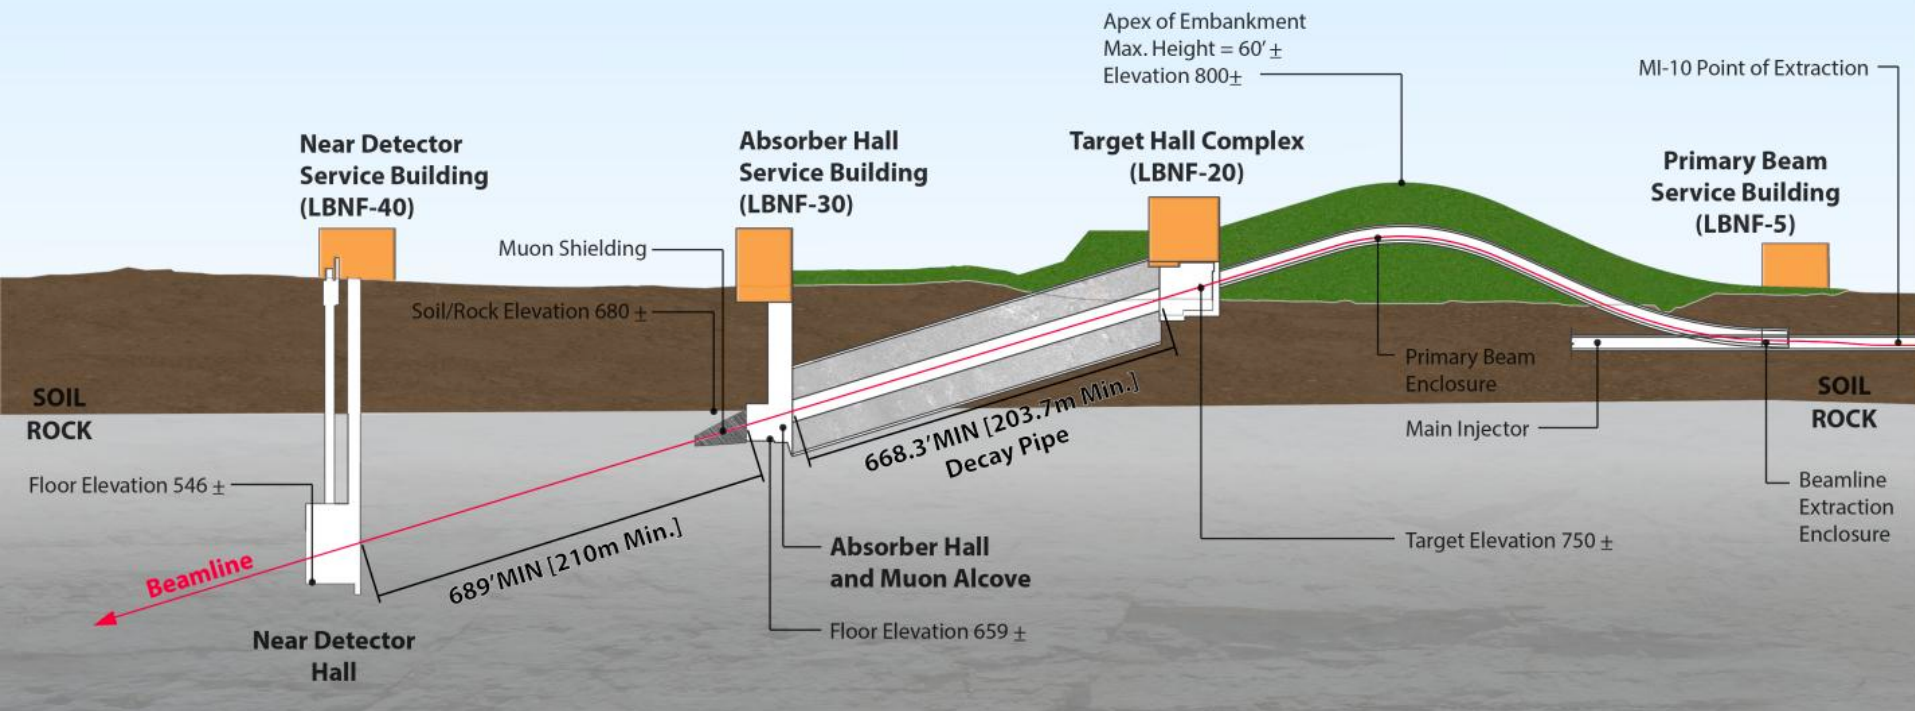 Apex of Embankment
Max. Height = 60′ ±
Elevation 800±
MI-10 Point of Extraction
Near Detector
Service Building
(LBNF-40)
Absorber Hall
Service Building
(LBNF-30)
Target Hall Complex
(LBNF-20)
Primary Beam
Service Building
(LBNF-5)
Muon Shielding
Soil/Rock Elevation 680 ±
SOIL
ROCK
Floor Elevation 546 ±
Beamline
689′MIN [210m Min.]
668.3′MIN [203.7m Min.]
Decay Pipe
Primary Beam
Enclosure
Main Injector
SOIL
ROCK
Beamline
Extraction
Enclosure
Target Elevation 750 ±
Absorber Hall
and Muon Alcove
Floor Elevation 659 ±
Near Detector
Hall